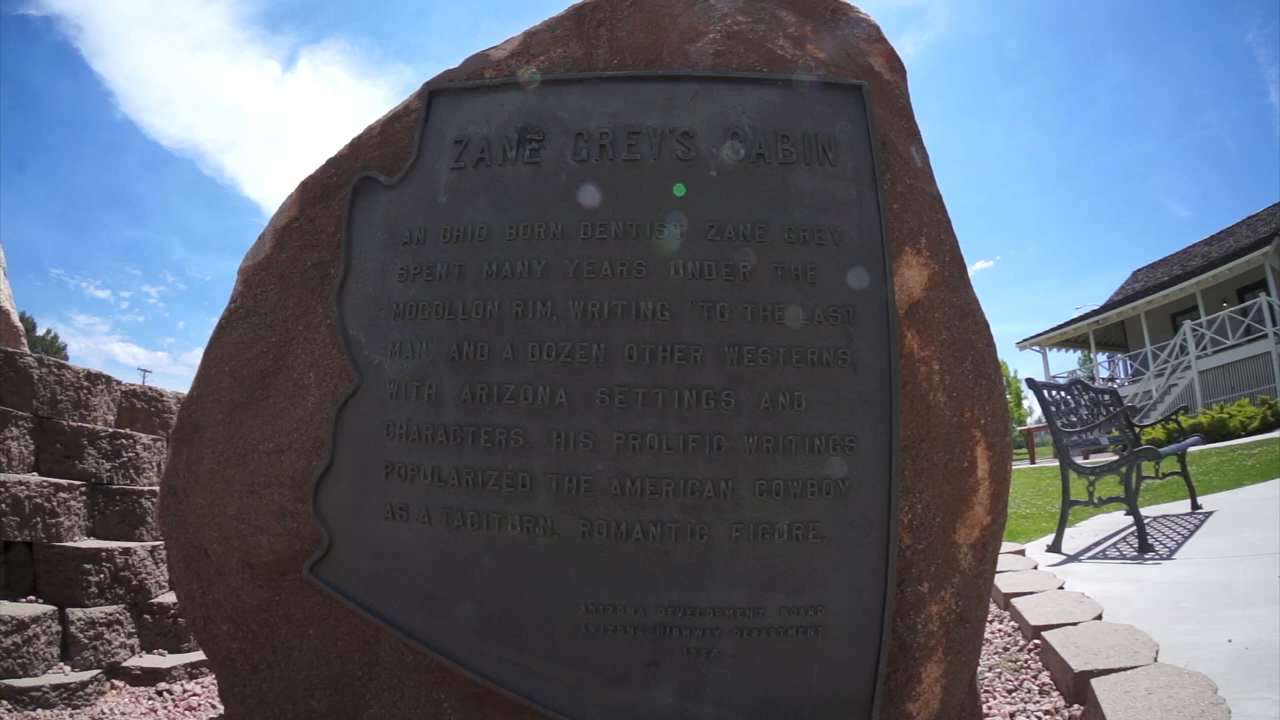 ZANE GREY'S CABIN
AN OHIO BORN DENTIST ZANE GREY
SPENT MANY YEARS UNDER THE
MOGOLLON RIM, WRITING "TO THE LAST
MAN AND A DOZEN OTHER WESTERNS,
WITH ARIZONA SETTINGS AND
CHARACTERS. HIS PROLIFIC WRITINGS
POPULARIZED THE AMERICAN COWBOY
AS A TACITURN, ROMANTIC FIGURE.
ARIZONA DEVELOPMENT BOARD
ARIZONA HIGHWAY DEPARTMENT